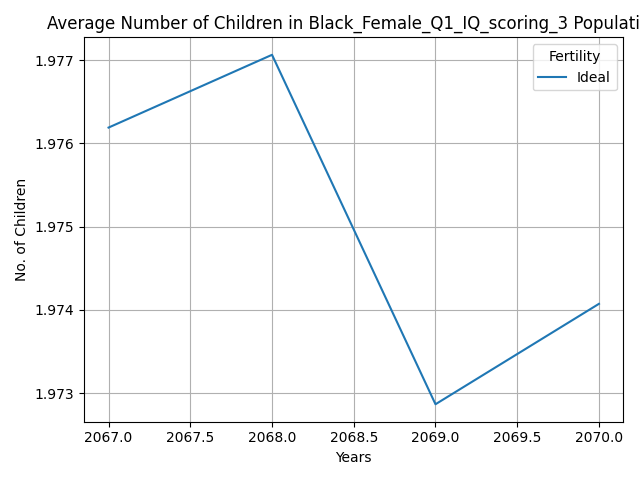 Average Number of Children in Black_Female_Q1_IQ_scoring_3 Populati
1.977
1.976
1.975
1.974
1.973
No. of Children
Fertility
Ideal
2067.0 2067.5 2068.0 2068.5 2069.0 2069.5 2070.0
Years